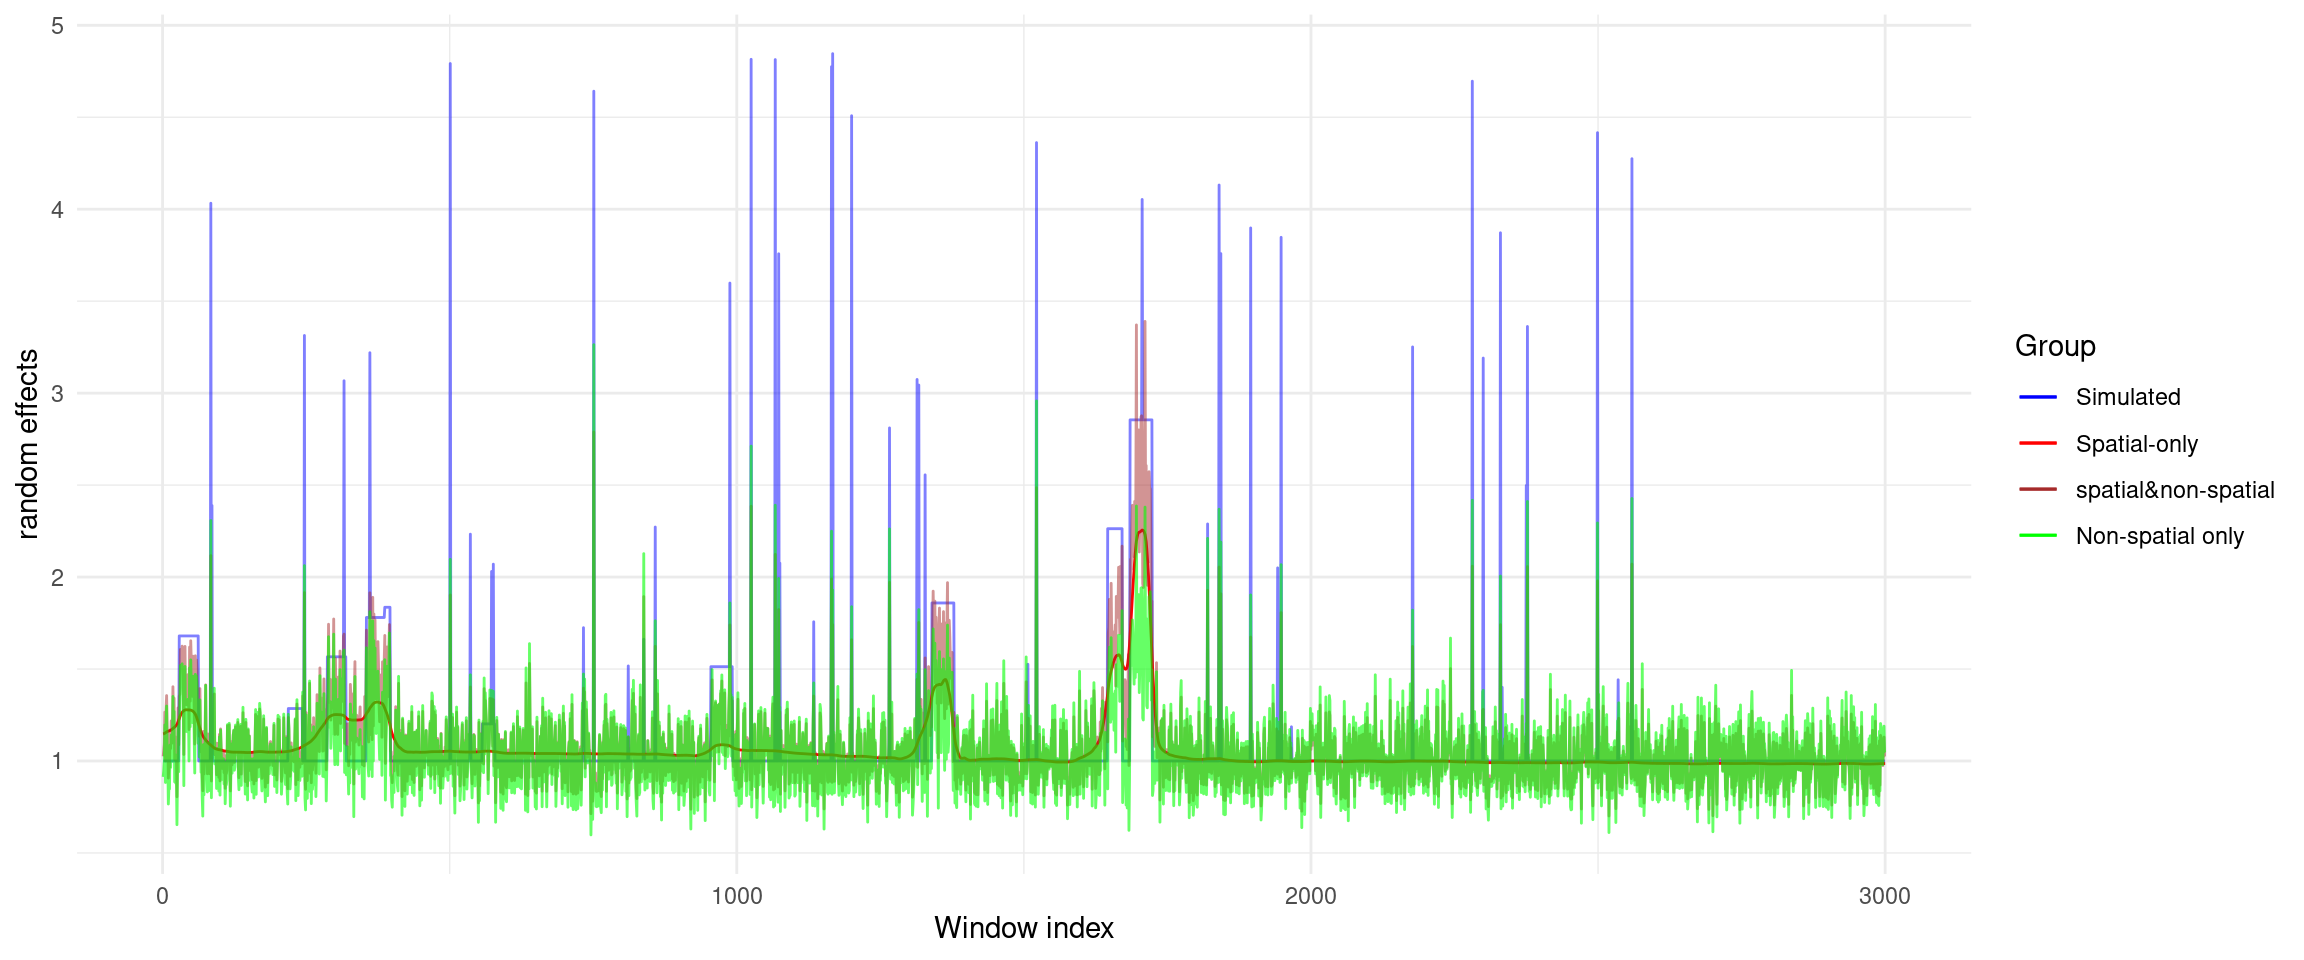 5
4
3
2
1
random effects
0
1000
2000
3000
Window index
Group
Simulated
Spatial-only
spatial&non-spatial
Non-spatial only